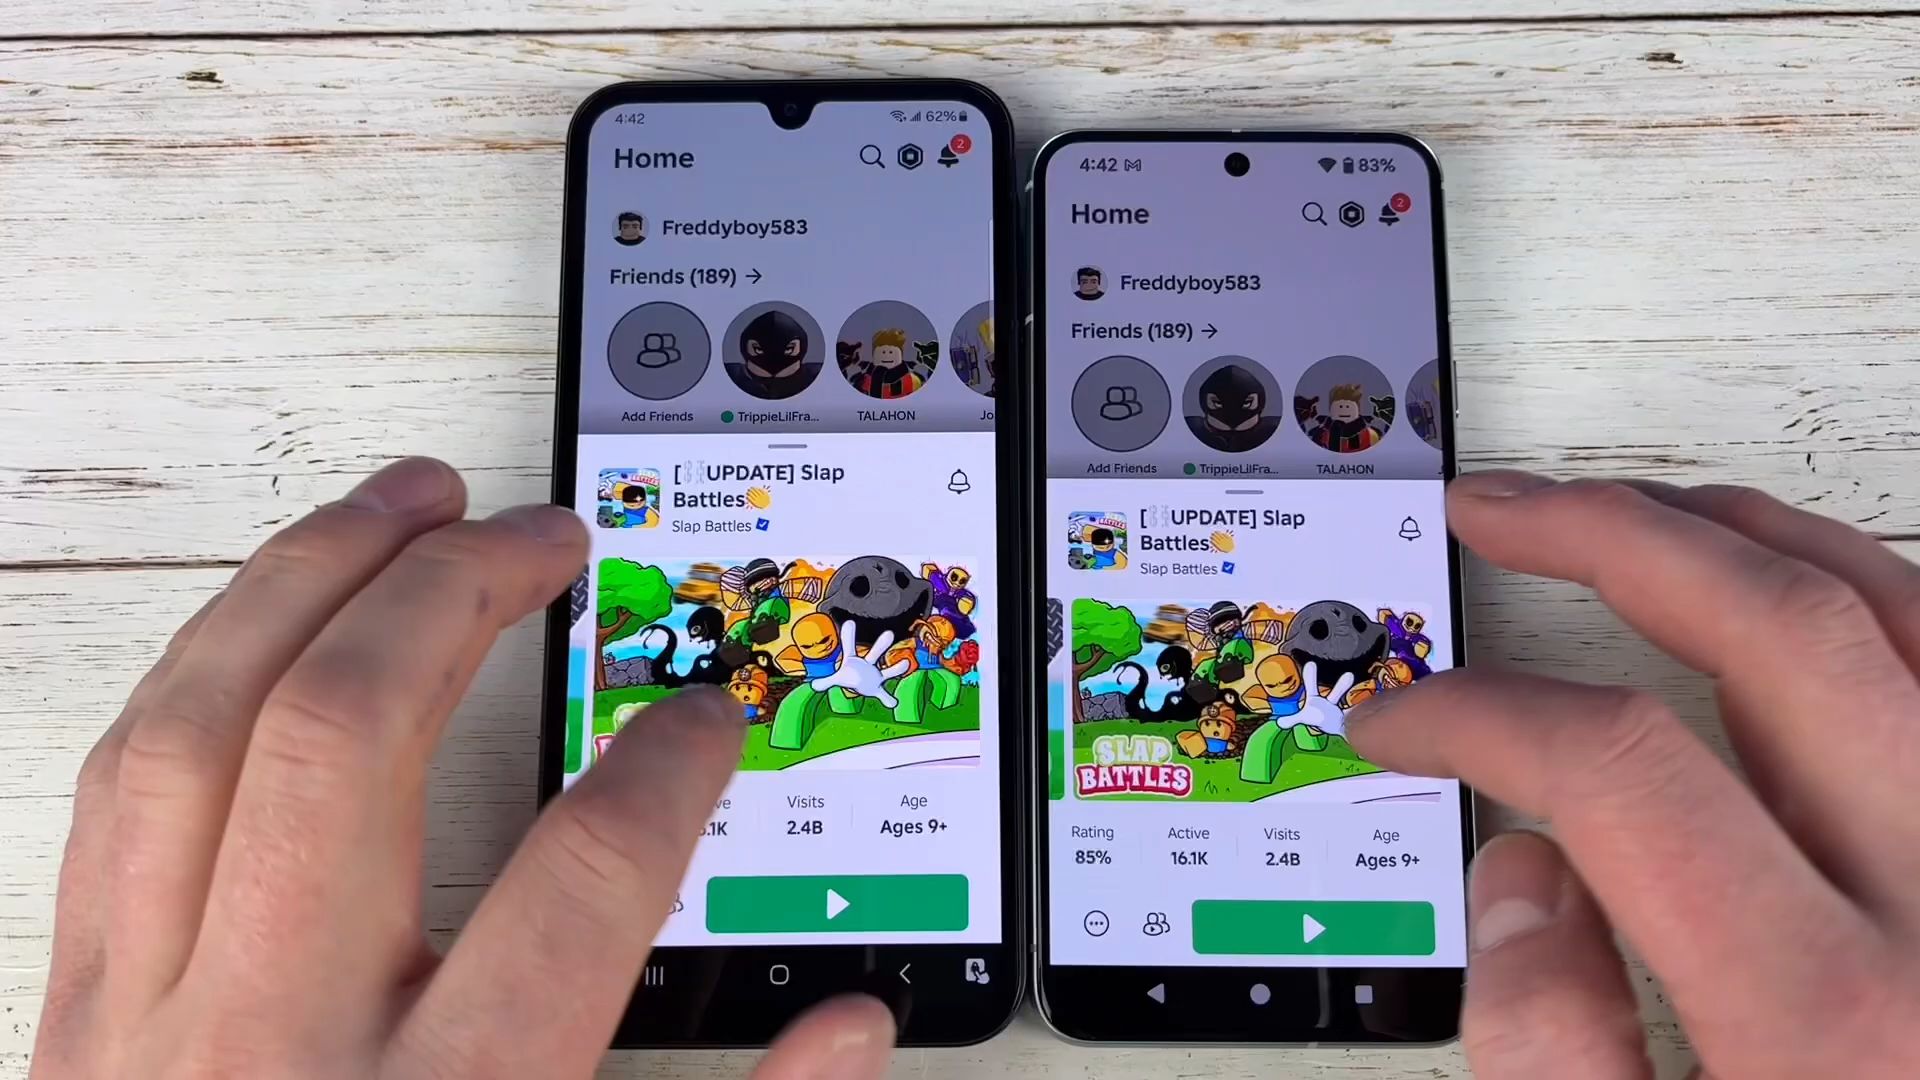 4:42
62%
Home
2
Freddyboy583
Friends (189) →
Add Friends
TrippieLilFra...
TALAHON
Jo
[UPDATE] Slap
Battles👏
Slap Battles
Visits
Age
2.4B
Ages 9+
4:42
83%
Home
2
Freddyboy583
Friends (189) →
Add Friends
TrippieLilFra...
TALAHON
[UPDATE] Slap
Battles👏
Slap Battles
SLAP
BATTLES
Rating
Active
Visits
Age
85%
16.1K
2.4B
Ages 9+